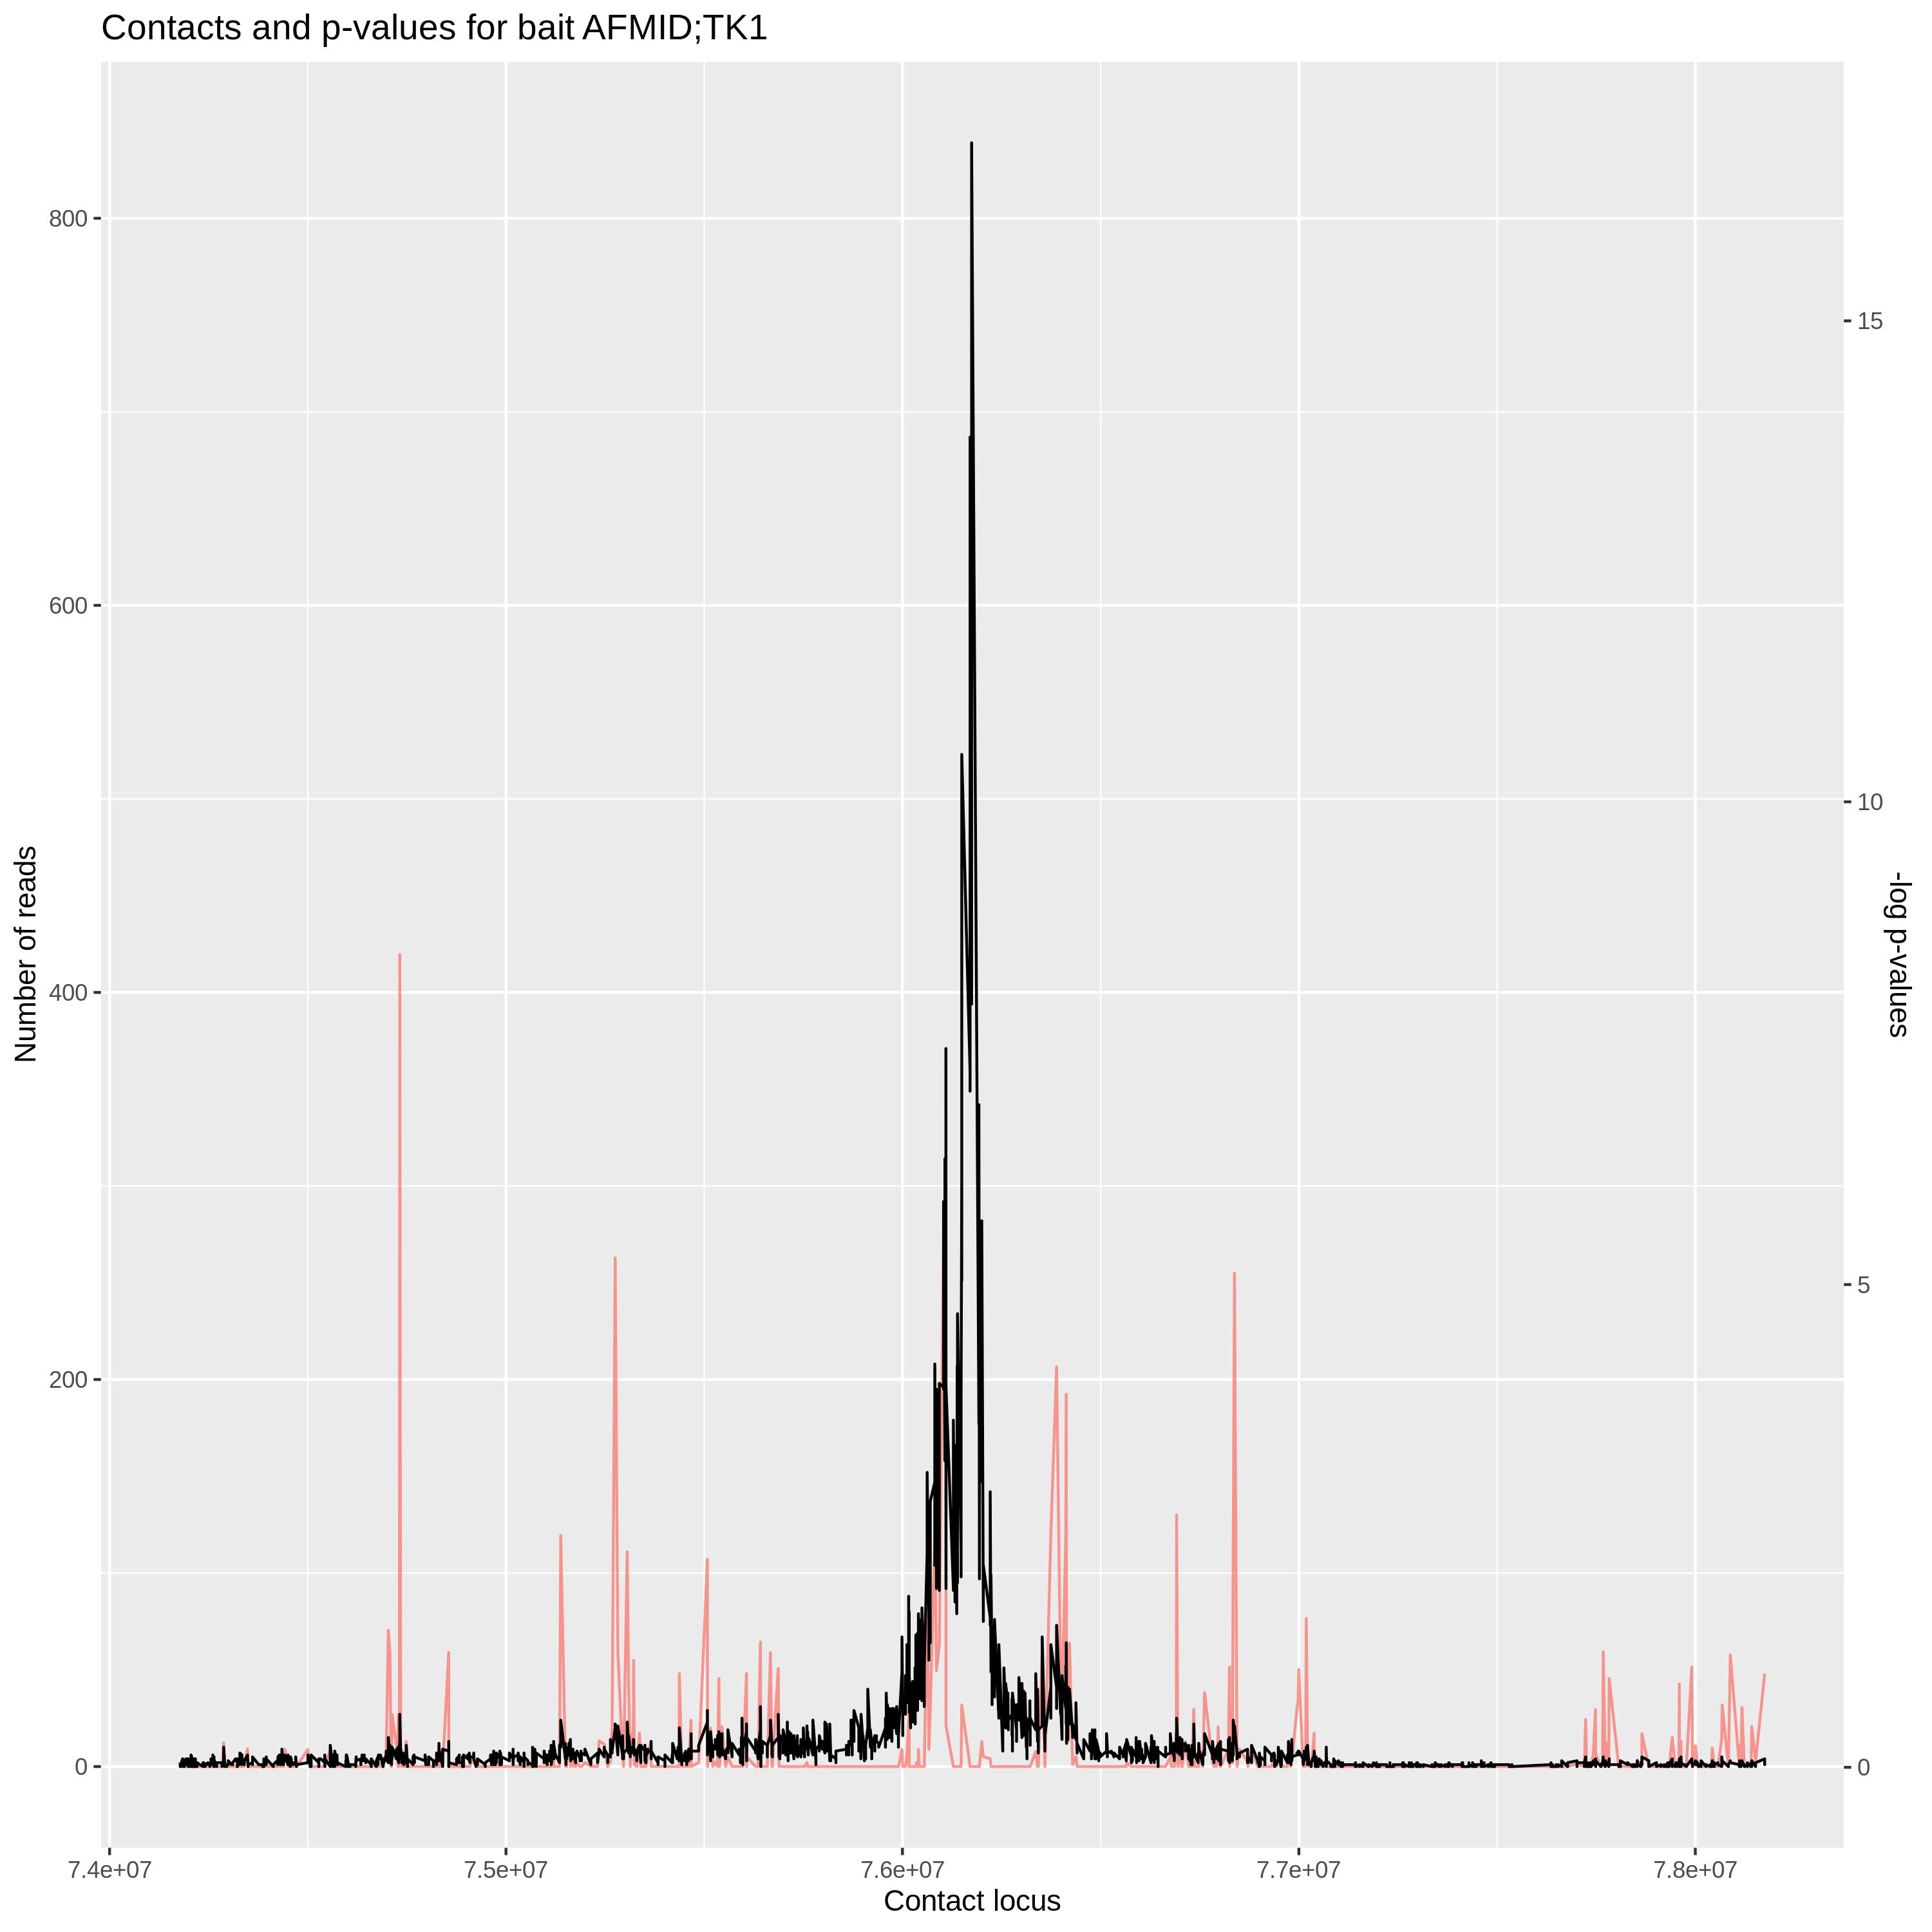 Contacts and p-values for bait AFMID;TK1
800
600
400
200
0
Number of reads
15
10
5
0
-log p-values
7.4e+07 7.5e+07 7.6e+07 7.7e+07 7.8e+07
Contact locus